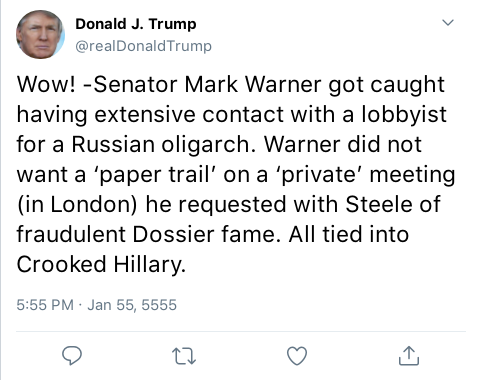 Donald J. Trump
@realDonaldTrump
Wow! -Senator Mark Warner got caught
having extensive contact with a lobbyist
for a Russian oligarch. Warner did not
want a ‘paper trail’ on a ‘private’ meeting
(in London) he requested with Steele of
fraudulent Dossier fame. All tied into
Crooked Hillary.
5:55 PM · Jan 55, 5555